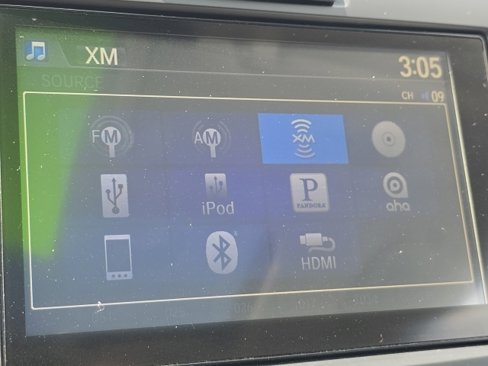 XM
3:05
SOURCE
CH 09
FM AM XM
iPod PANDORA aha
HDMI